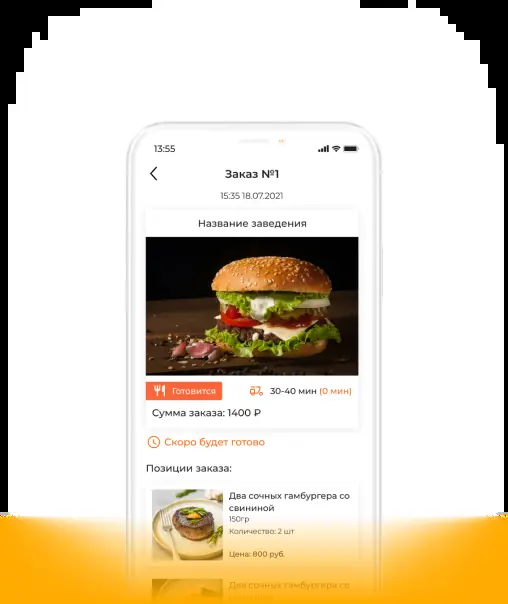 13:55
Заказ №1
15:35 18.07.2021
Название заведения
Готовится
30-40 мин (0 мин)
Сумма заказа: 1400 ₽
Скоро будет готово
Позиции заказа:
Два сочных гамбургера со
свининой
150гр
Количество: 2 шт
Цена: 800 руб.
Два сочных гамбургера со